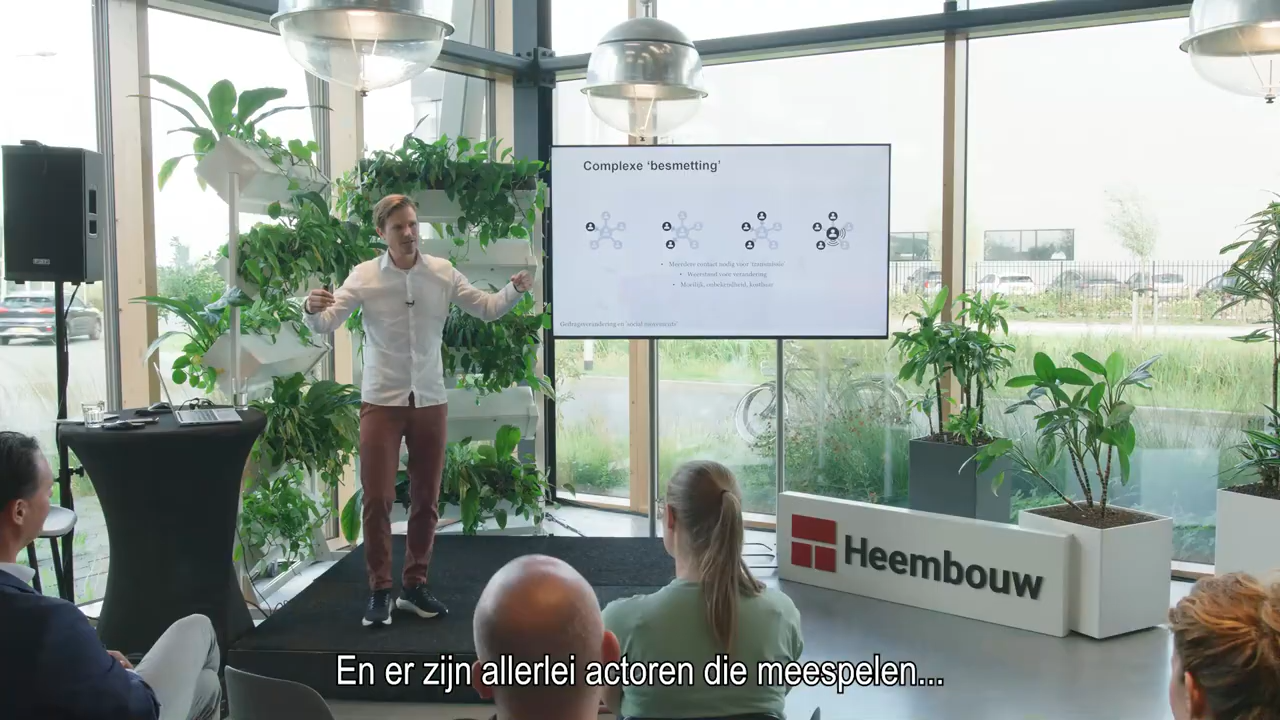 Complexe ‘besmetting’
• Meerdere contact nodig voor ‘transmissie’
• Weerstand voor verandering
• Moeilijk, onbekendheid, kostbaar
Gedragsverandering en ‘social
Heembouw
En er zijn allerlei actoren die meespelen...